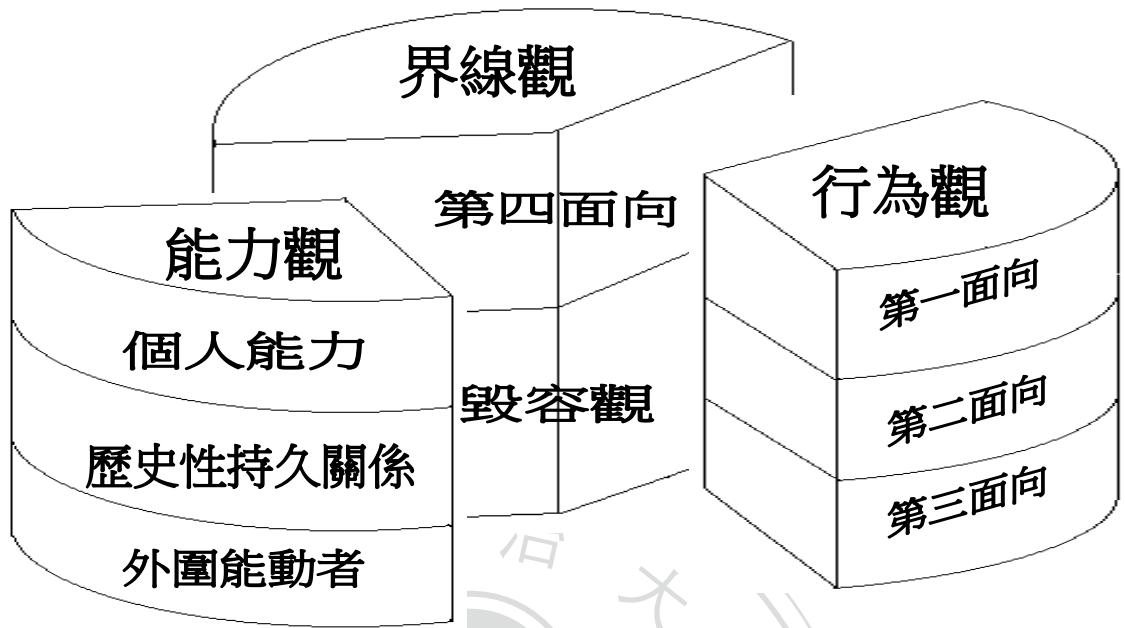 界線觀
第四面向
毀容觀
能力觀
個人能力
歷史性持久關係
外圍能動者
行為觀
第一面向
第二面向
第三面向
治
大